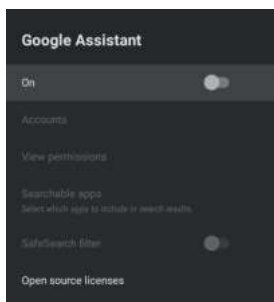 Google Assistant
On
Accounts
View permissions
Searchable apps
Select which apps to include in search results.
SafeSearch filter
Open source licenses